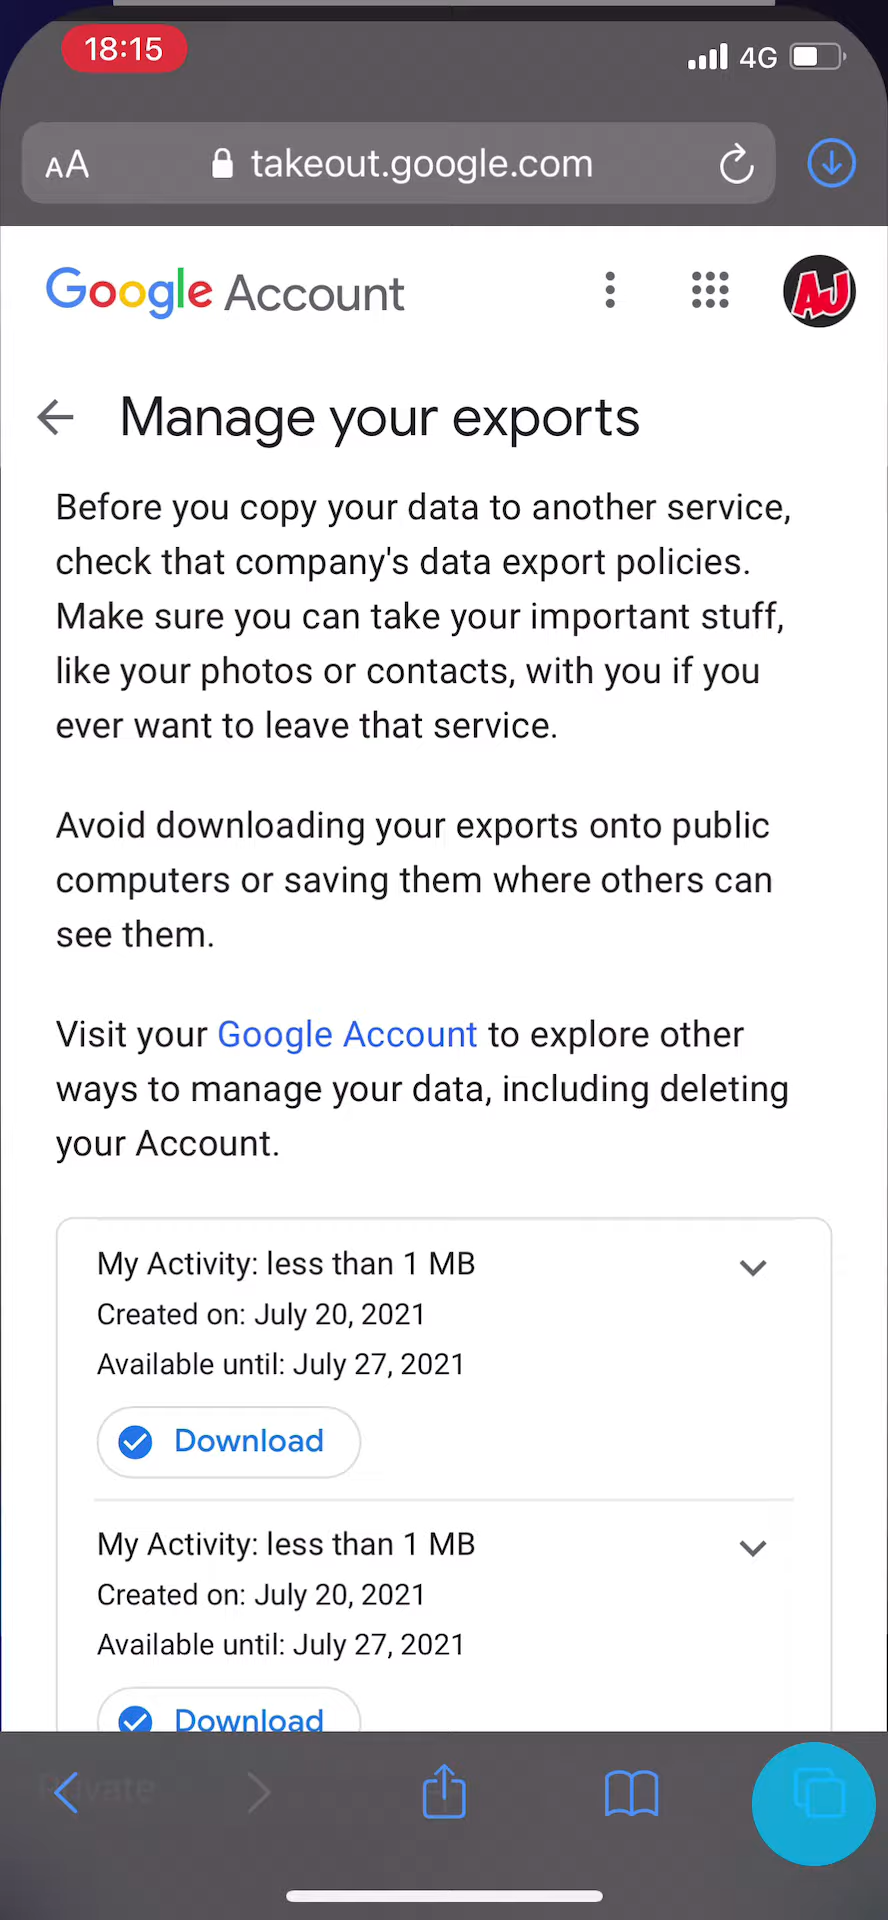 18:15
4G
AA
takeout.google.com
Google Account
AJ
Manage your exports
Before you copy your data to another service,
check that company's data export policies.
Make sure you can take your important stuff,
like your photos or contacts, with you if you
ever want to leave that service.
Avoid downloading your exports onto public
computers or saving them where others can
see them.
Visit your Google Account to explore other
ways to manage your data, including deleting
your Account.
My Activity: less than 1 MB
Created on: July 20, 2021
Available until: July 27, 2021
Download
My Activity: less than 1 MB
Created on: July 20, 2021
Available until: July 27, 2021
Download
Private